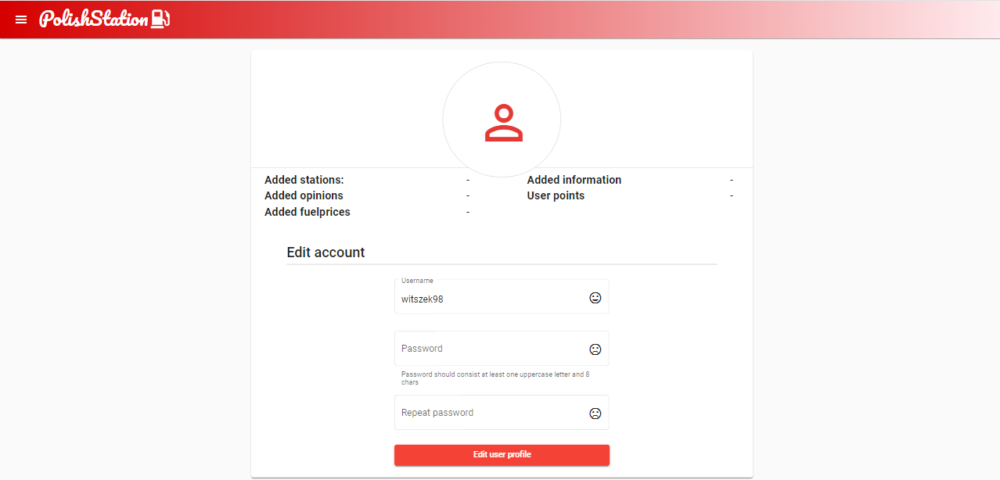 PolishStation
Added stations: -
Added information -
Added opinions -
User points -
Added fuelprices -
Edit account
Username
witszek98
Password
Password should consist at least one uppercase letter and 8
chars
Repeat password
Edit user profile